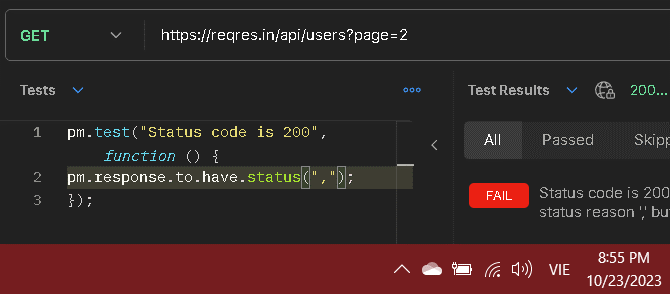 GET https://reqres.in/api/users?page=2
Tests
1 pm.test("Status code is 200",
function () {
2 pm.response.to.have.status(",");
3 });
Test Results 200...
All Passed Skipp
FAIL Status code is 200
status reason ',' bu
VIE 8:55 PM
10/23/2023